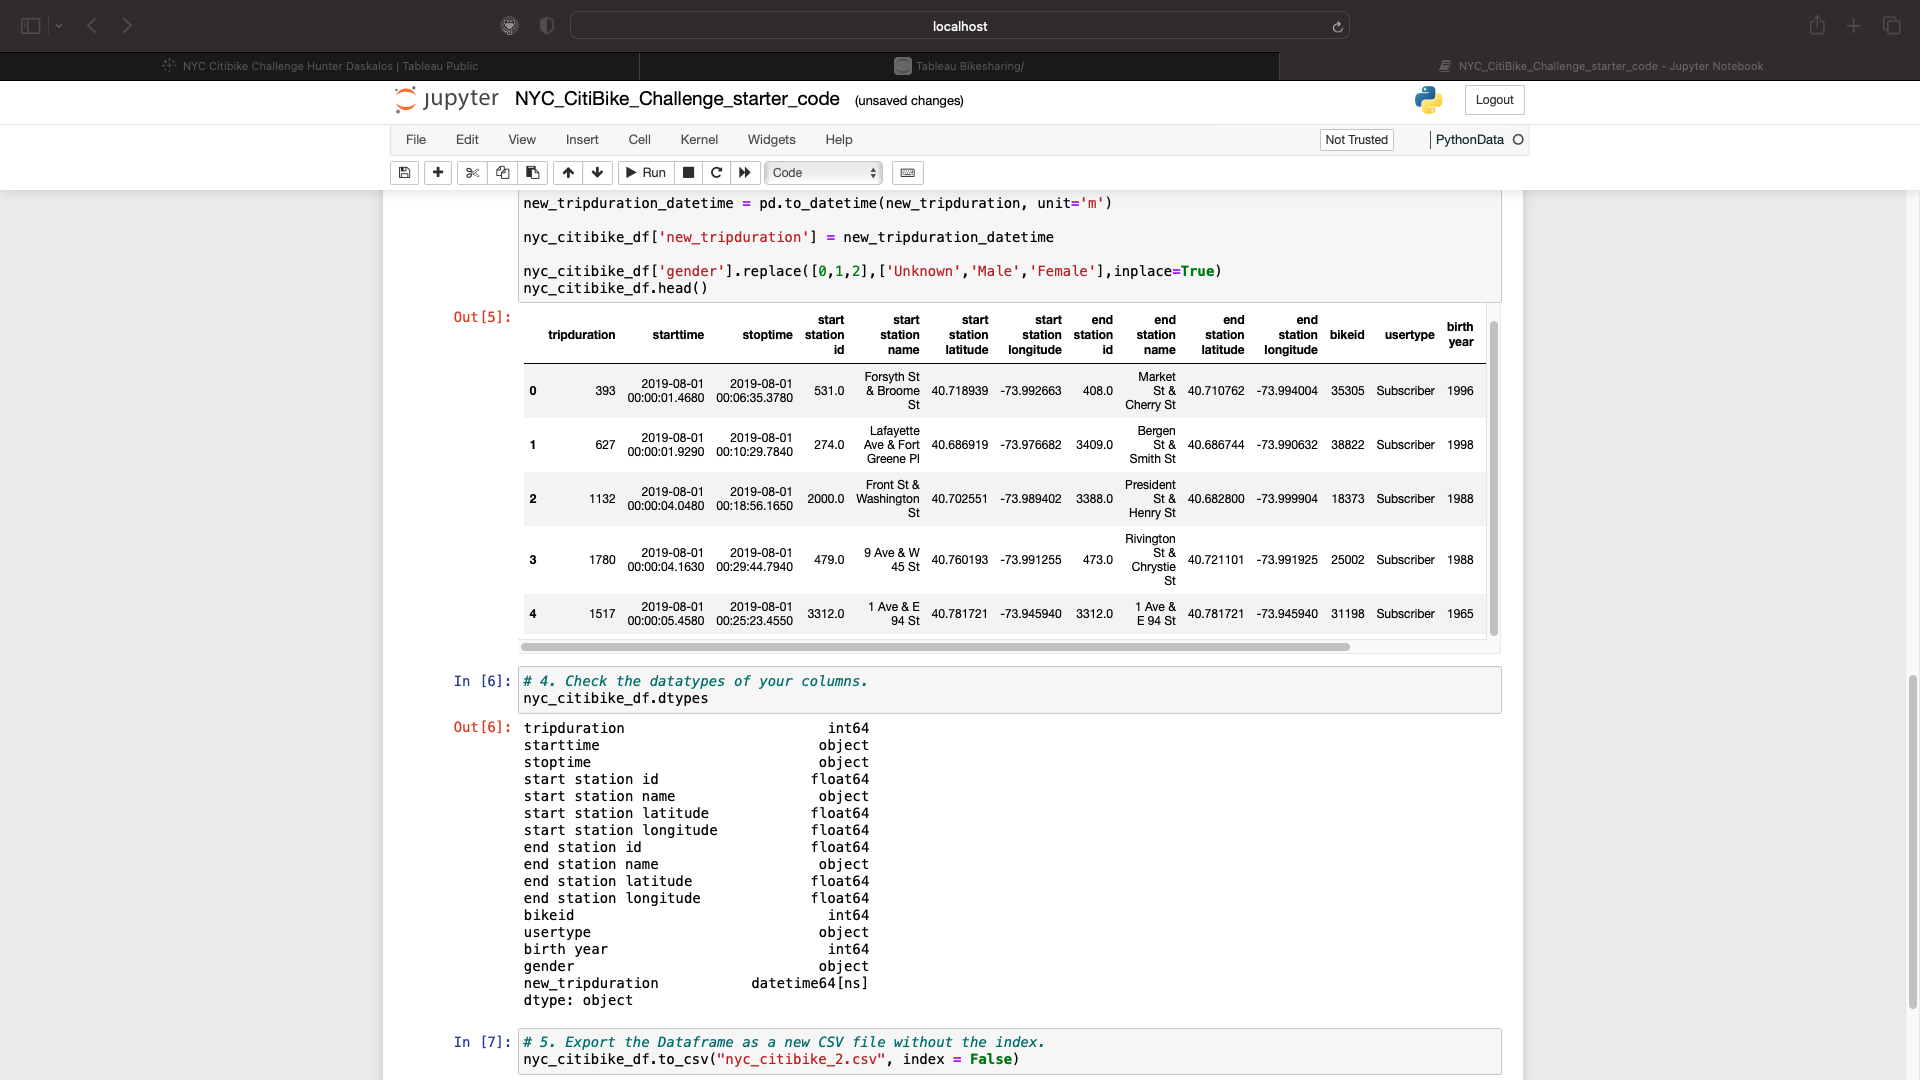 localhost
NYC Citibike Challenge Hunter Daskalos | Tableau Public
Tableau Bikesharing/
NYC_CitiBike_Challenge_starter_code - Jupyter Notebook
jupyter NYC_CitiBike_Challenge_starter_code (unsaved changes)
Logout
File Edit View Insert Cell Kernel Widgets Help
Not Trusted
PythonData
Run
Code
new_tripduration_datetime = pd.to_datetime(new_tripduration, unit='m')
nyc_citibike_df['new_tripduration'] = new_tripduration_datetime
nyc_citibike_df['gender'].replace([0,1,2],['Unknown','Male','Female'],inplace=True)
nyc_citibike_df.head()
Out[5]:
tripduration starttime stoptime start station id start station name start station latitude start station longitude end station id end station name end station latitude end station longitude bikeid usertype birth year
0 393 2019-08-01 00:00:01.4680 2019-08-01 00:06:35.3780 531.0 Forsyth St & Broome St 40.718939 -73.992663 408.0 Market St & Cherry St 40.710762 -73.994004 35305 Subscriber 1996
1 627 2019-08-01 00:00:01.9290 2019-08-01 00:10:29.7840 274.0 Lafayette Ave & Fort Greene Pl 40.686919 -73.976682 3409.0 Bergen St & Smith St 40.686744 -73.990632 38822 Subscriber 1998
2 1132 2019-08-01 00:00:04.0480 2019-08-01 00:18:56.1650 2000.0 Front St & Washington St 40.702551 -73.989402 3388.0 President St & Henry St 40.682800 -73.999904 18373 Subscriber 1988
3 1780 2019-08-01 00:00:04.1630 2019-08-01 00:29:44.7940 479.0 9 Ave & W 45 St 40.760193 -73.991255 473.0 Rivington St & Chrystie St 40.721101 -73.991925 25002 Subscriber 1988
4 1517 2019-08-01 00:00:05.4580 2019-08-01 00:25:23.4550 3312.0 1 Ave & E 94 St 40.781721 -73.945940 3312.0 1 Ave & E 94 St 40.781721 -73.945940 31198 Subscriber 1965
In [6]: # 4. Check the datatypes of your columns.
nyc_citibike_df.dtypes
Out[6]: tripduration int64
starttime object
stoptime object
start station id float64
start station name object
start station latitude float64
start station longitude float64
end station id float64
end station name object
end station latitude float64
end station longitude float64
bikeid int64
usertype object
birth year int64
gender object
new_tripduration datetime64[ns]
dtype: object
In [7]: # 5. Export the Dataframe as a new CSV file without the index.
nyc_citibike_df.to_csv("nyc_citibike_2.csv", index = False)